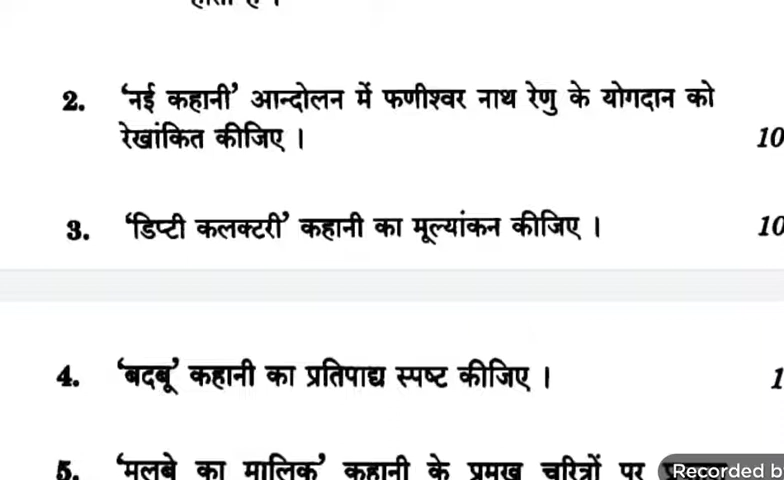 2. ‘नई कहानी’ आन्दोलन में फणीश्वर नाथ रेणु के योगदान को
रेखांकित कीजिए । 10
3. ‘डिप्टी कलक्टरी’ कहानी का मूल्यांकन कीजिए । 10
4. ‘बदबू’ कहानी का प्रतिपाद्य स्पष्ट कीजिए । 1
5. ‘मलबे का मालिक’ कहानी के प्रमुख चरित्रों पर
Recorded b